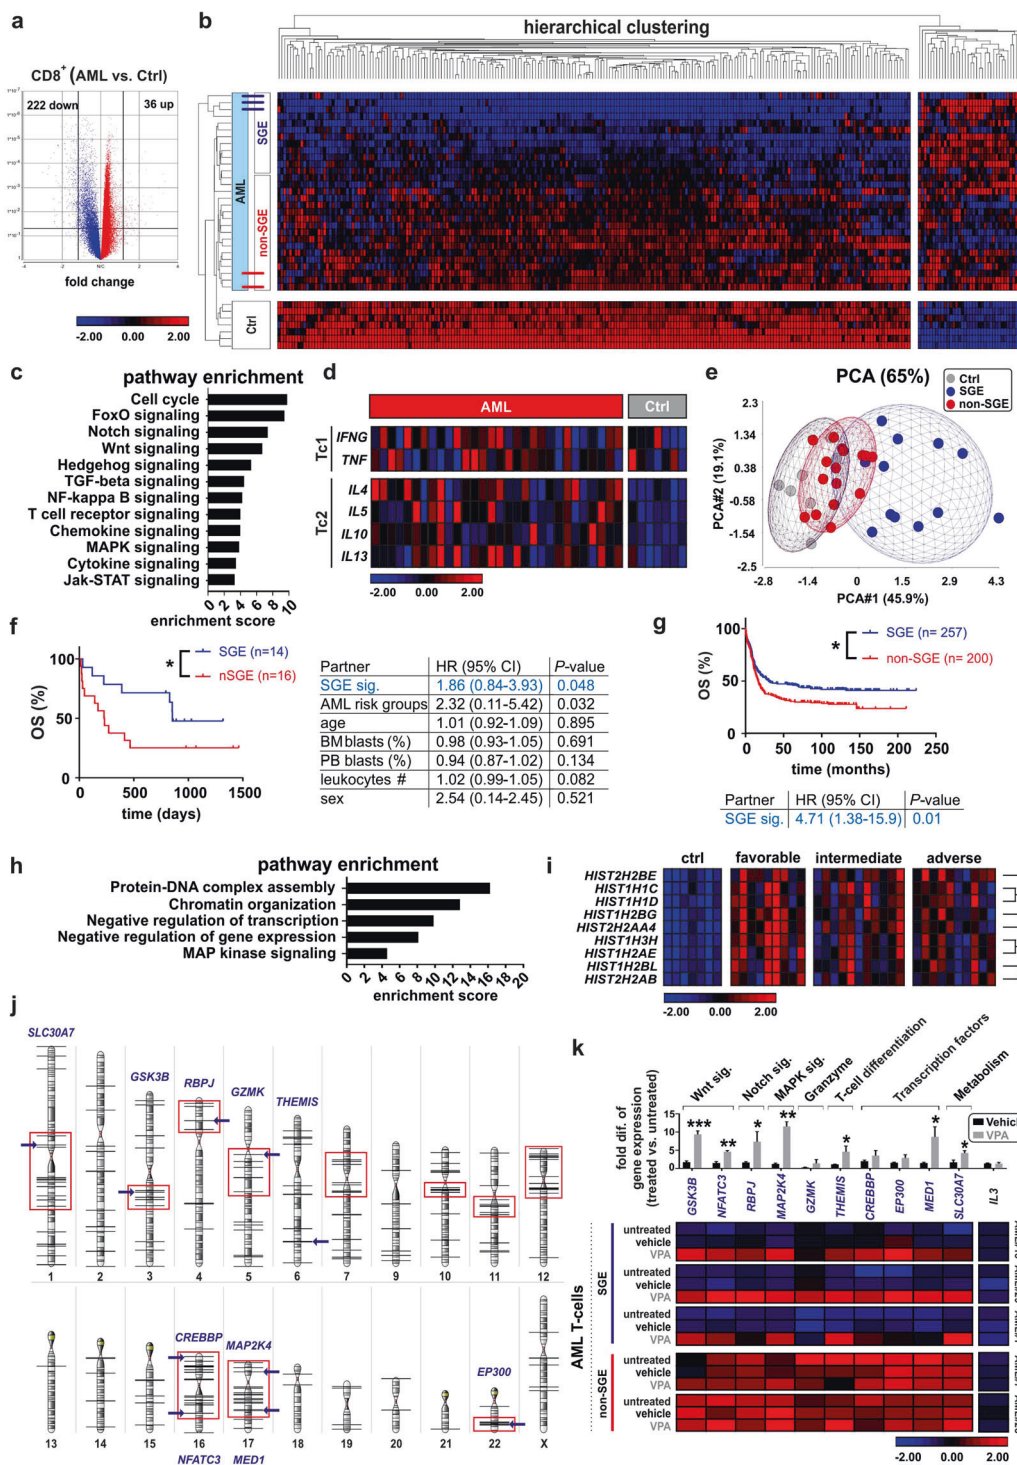 a
CD8+ (AML vs. Ctrl)
222 down
36 up
fold change
-2.00 0.00 2.00
b
hierarchical clustering
AML
SGE
non-SGE
Ctrl
c
pathway enrichment
Cell cycle
FoxO signaling
Notch signaling
Wnt signaling
Hedgehog signaling
TGF-beta signaling
NF-kappa B signaling
T cell receptor signaling
Chemokine signaling
MAPK signaling
Cytokine signaling
Jak-STAT signaling
0 2 4 6 8 10
enrichment score
d
AML Ctrl
Tc1
IFNG
TNF
Tc2
IL4
IL5
IL10
IL13
-2.00 0.00 2.00
e
PCA (65%)
Ctrl
SGE
non-SGE
PCA#2 (19.1%)
2.3
1.34
0.38
-0.58
-1.54
-2.5
-2.8 -1.4 0 1.5 2.9 4.3
PCA#1 (45.9%)
f
OS (%)
100
50
0
0 500 1000 1500
time (days)
*
SGE (n=14)
nSGE (n=16)
Partner HR (95% CI) P-value
SGE sig. 1.86 (0.84-3.93) 0.048
AML risk groups 2.32 (0.11-5.42) 0.032
age 1.01 (0.92-1.09) 0.895
BM blasts (%) 0.98 (0.93-1.05) 0.691
PB blasts (%) 0.94 (0.87-1.02) 0.134
leukocytes # 1.02 (0.99-1.05) 0.082
sex 2.54 (0.14-2.45) 0.521
g
OS (%)
100
50
0
0 50 100 150 200 250
time (months)
*
SGE (n= 257)
non-SGE (n= 200)
Partner HR (95% CI) P-value
SGE sig. 4.71 (1.38-15.9) 0.01
h
pathway enrichment
Protein-DNA complex assembly
Chromatin organization
Negative regulation of transcription
Negative regulation of gene expression
MAP kinase signaling
0 2 4 6 8 10 12 14 16 18 20
enrichment score
i
ctrl favorable intermediate adverse
HIST2H2BE
HIST1H1C
HIST1H1D
HIST1H2BG
HIST2H2AA4
HIST1H3H
HIST1H2AE
HIST1H2BL
HIST2H2AB
-2.00 0.00 2.00
j
SLC30A7
GSK3B
RBPJ
GZMK
THEMIS
1 2 3 4 5 6 7 9 10 11 12
CREBBP
MAP2K4
EP300
13 14 15 16 17 18 19 20 21 22 X
NFATC3 MED1
k
Wnt sig.
Notch sig.
MAPK sig.
Granzyme
T-cell differentiation
Transcription factors
Metabolism
fold dif. of
gene expression
(treated vs. untreated)
15
10
5
0
*** ** * ** * * *
Vehicl
VPA
GSK3B NFATC3 RBPJ MAP2K4 GZMK THEMIS CREBBP EP300 MED1 SLC30A7 IL3
AML T-cells
SGE
untreated
vehicle
VPA
untreated
vehicle
VPA
untreated
vehicle
VPA
non-SGE
untreated
vehicle
VPA
untreated
vehicle
VPA
-2.00 0.00 2.00